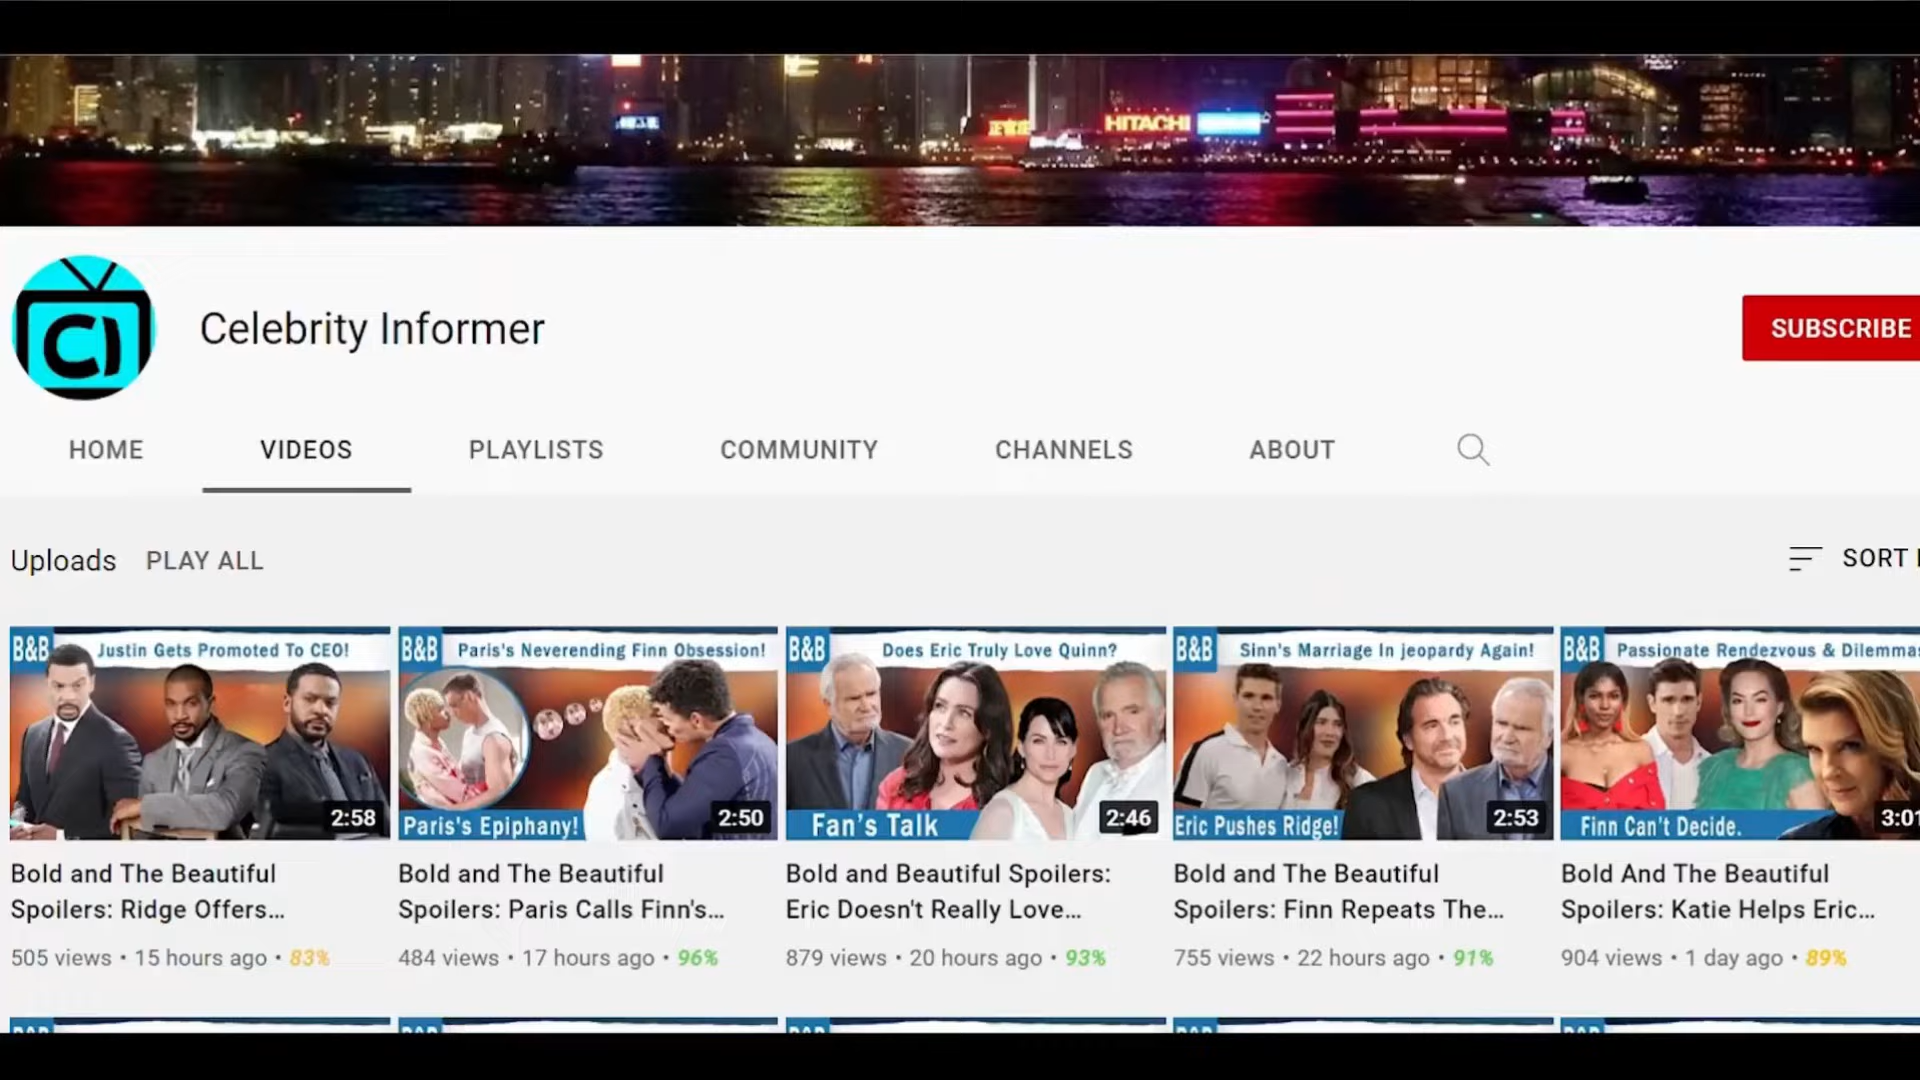 HITACHI
CI
Celebrity Informer
SUBSCRIBE
HOME
VIDEOS
PLAYLISTS
COMMUNITY
CHANNELS
ABOUT
Uploads
PLAY ALL
SORT
B&B
Justin Gets Promoted To CEO!
2:58
B&B
Paris's Neverending Finn Obsession!
Paris's Epiphany!
2:50
B&B
Does Eric Truly Love Quinn?
Fan's Talk
2:46
B&B
Sinn's Marriage In jeopardy Again!
Eric Pushes Ridge!
2:53
B&B
Passionate Rendezvous & Dilemmas
Finn Can't Decide.
3:01
Bold and The Beautiful
Spoilers: Ridge Offers...
505 views • 15 hours ago • 83%
Bold and The Beautiful
Spoilers: Paris Calls Finn's...
484 views • 17 hours ago • 96%
Bold and Beautiful Spoilers:
Eric Doesn't Really Love...
879 views • 20 hours ago • 93%
Bold and The Beautiful
Spoilers: Finn Repeats The...
755 views • 22 hours ago • 91%
Bold And The Beautiful
Spoilers: Katie Helps Eric...
904 views • 1 day ago • 89%
B&B
B&B
B&B
B&B
B&B